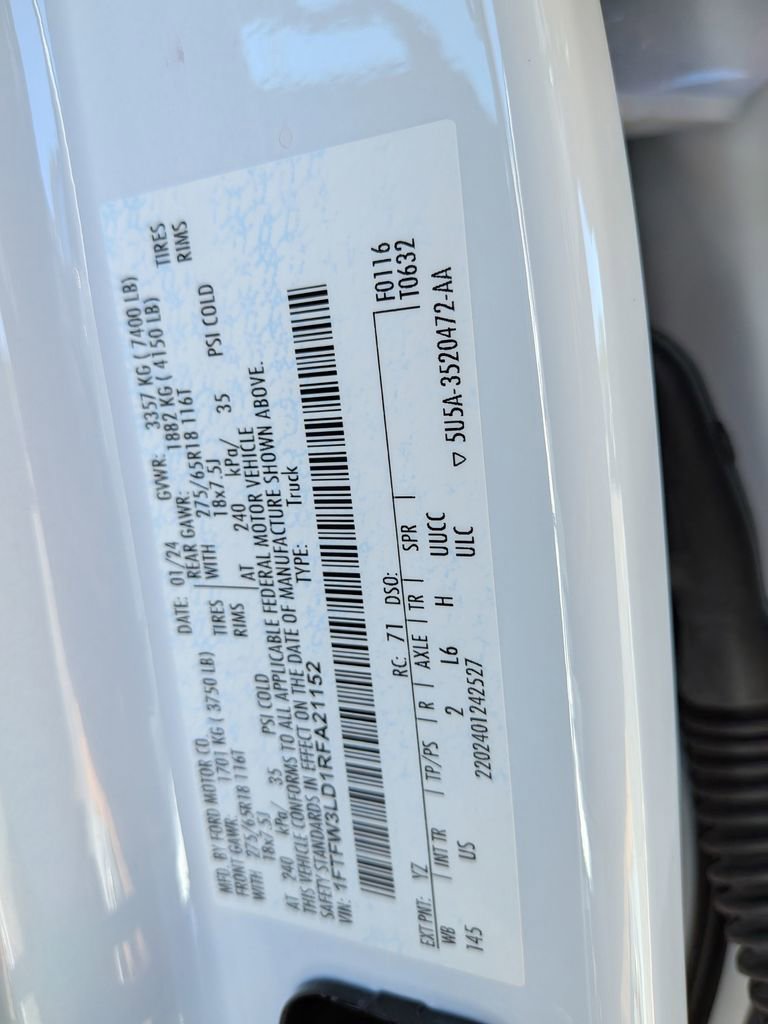 MFD. BY FORD MOTOR CO.
DATE: 01/24 GVWR: 3357 KG ( 7400 LB)
FRONT GAWR: 1701 KG ( 3750 LB) REAR GAWR: 1882 KG ( 4150 LB)
WITH 275/65R18 116T TIRES WITH 275/65R18 116T TIRES
18x7.5J RIMS 18x7.5J RIMS
AT 240 kPa/ 35 PSI COLD AT 240 kPa/ 35 PSI COLD
THIS VEHICLE CONFORMS TO ALL APPLICABLE FEDERAL MOTOR VEHICLE
SAFETY STANDARDS IN EFFECT ON THE DATE OF MANUFACTURE SHOWN ABOVE.
VIN: 1FTFW3LD1RFA21152 TYPE: Truck
F0116
EXT PNT: YZ RC: 71 DSO: T0632
WB INT TR TP/PS R AXLE TR SPR
145 US 2 L6 H UUCC
ULC
▽ 5U5A-3520472-AA
2202401242527